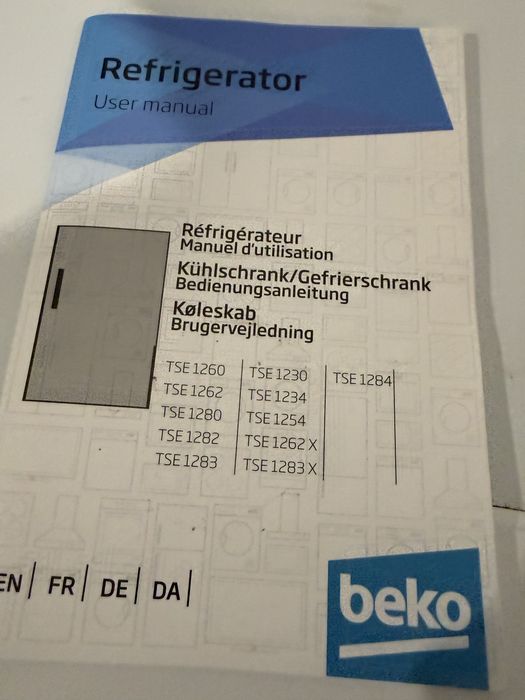 Refrigerator
User manual
Réfrigérateur
Manuel d'utilisation
Kühlschrank/Gefrierschrank
Bedienungsanleitung
Køleskab
Brugervejledning
TSE 1260 | TSE 1230 | TSE 1284 |
TSE 1262 | TSE 1234
TSE 1280 | TSE 1254
TSE 1282 | TSE 1262 X
TSE 1283 | TSE 1283 X
EN | FR | DE | DA |
beko